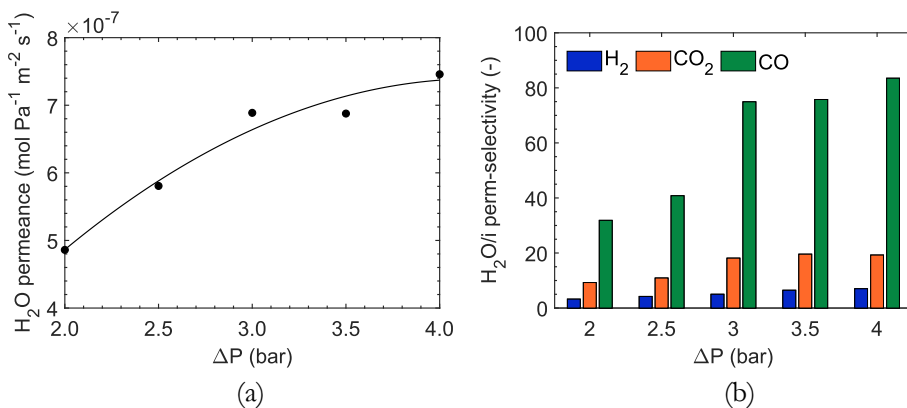 × 10⁻⁷
8
7
6
5
4
H₂O permeance (mol Pa⁻¹ m⁻² s⁻¹)
2.0 2.5 3.0 3.5 4.0
ΔP (bar)
(a)
100
80
60
40
20
0
H₂O/i perm-selectivity (-)
H₂ CO₂ CO
2 2.5 3 3.5 4
ΔP (bar)
(b)